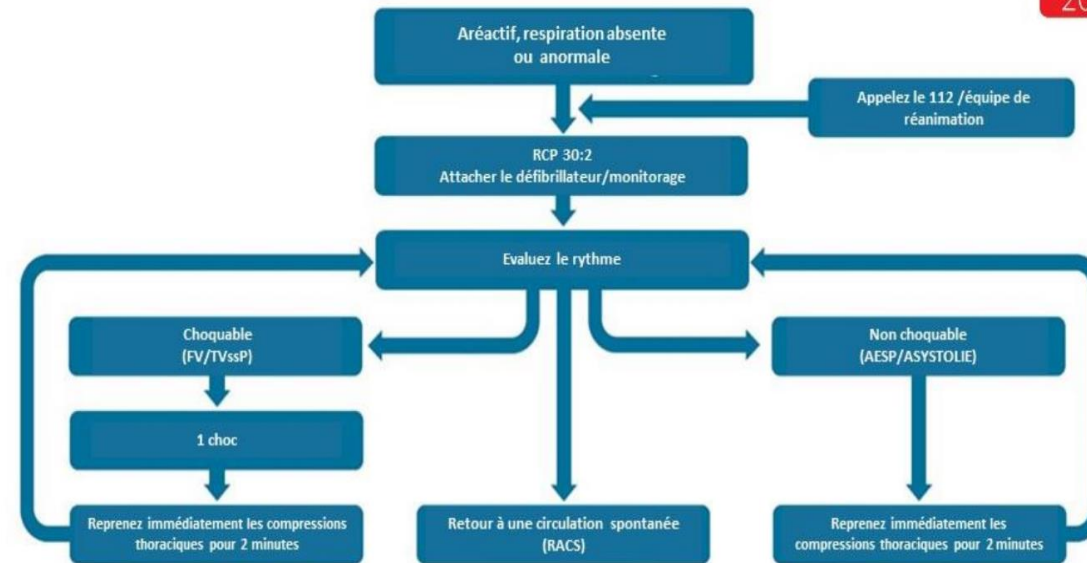 Aréactif, respiration absente
ou anormale
Appelez le 112 /équipe de
réanimation
RCP 30:2
Attacher le défibrillateur/monitorage
Evaluez le rythme
Choquable
(FV/TVssP)
Non choquable
(AESP/ASYSTOLIE)
1 choc
Reprenez immédiatement les compressions
thoraciques pour 2 minutes
Retour à une circulation spontanée
(RACS)
Reprenez immédiatement les
compressions thoraciques pour 2 minutes